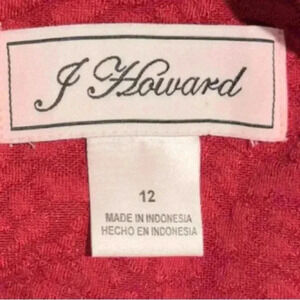 J Howard
12
MADE IN INDONESIA
HECHO EN INDONESIA